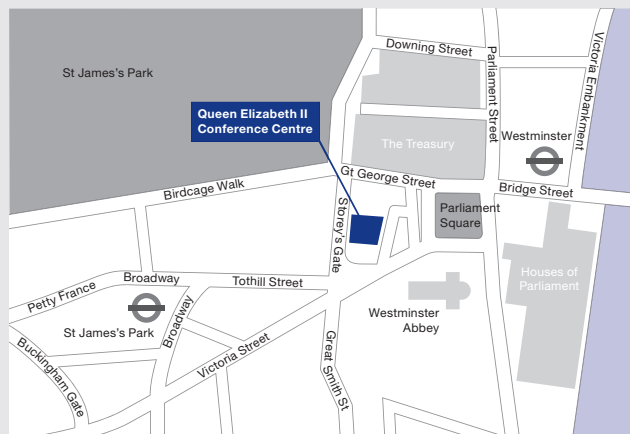 Downing Street
Victoria Embankment
St James's Park
Parliament Street
Queen Elizabeth II
Conference Centre
Westminster
The Treasury
Gt George Street
Birdcage Walk
Bridge Street
Storey's Gate
Parliament
Square
Houses of
Parliament
Broadway
Tothill Street
Petty France
Broadway
Westminster
Abbey
St James's Park
Victoria Street
Great Smith St
Buckingham Gate